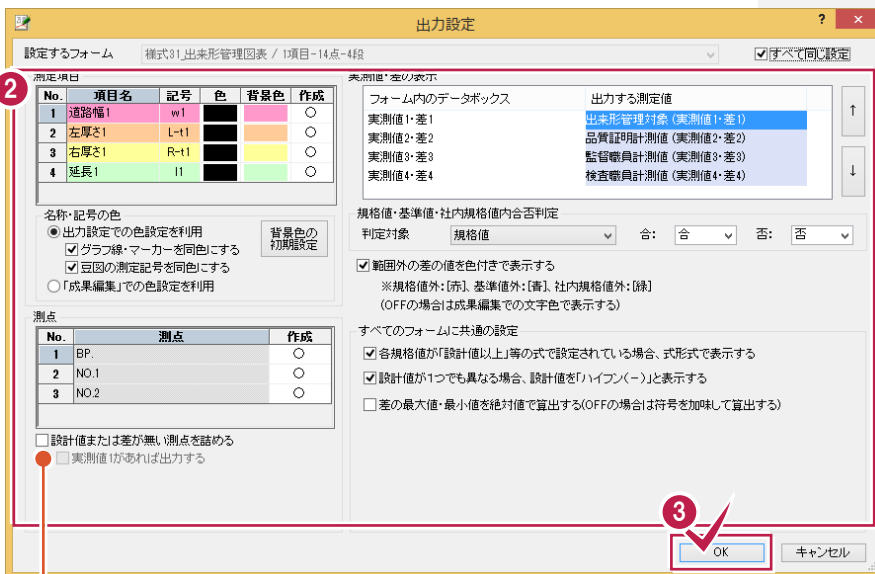 出力設定
? ×
設定するフォーム 様式31_出来形管理図表 / 1項目-14点-4段 すべて同じ設定
2
測定項目
No. 項目名 記号 色 背景色 作成
1 道路幅1 w1 ○
2 左厚さ1 L-t1 ○
3 右厚さ1 R-t1 ○
4 延長1 l1 ○
名称・記号の色
出力設定での色設定を利用
グラフ線・マーカーを同色にする
豆図の測定記号を同色にする
「成果編集」での色設定を利用
背景色の
初期設定
測点
No. 測点 作成
1 BP. ○
2 NO.1 ○
3 NO.2 ○
設計値または差が無い測点を詰める
実測値1があれば出力する
実測値・差の表示
フォーム内のデータボックス 出力する測定値
実測値1・差1 出来形管理対象 (実測値1・差1)
実測値2・差2 品質証明計測値 (実測値2・差2)
実測値3・差3 監督職員計測値 (実測値3・差3)
実測値4・差4 検査職員計測値 (実測値4・差4)
↑
↓
規格値・基準値・社内規格値内合否判定
判定対象 規格値 合: 合 否: 否
範囲外の差の値を色付きで表示する
※規格値外:[赤]、基準値外:[青]、社内規格値外:[緑]
(OFFの場合は成果編集での文字色で表示する)
すべてのフォームに共通の設定
各規格値が「設計値以上」等の式で設定されている場合、式形式で表示する
設計値が1つでも異なる場合、設計値を「ハイフン(-)」と表示する
差の最大値・最小値を絶対値で算出する(OFFの場合は符号を加味して算出する)
3
OK キャンセル